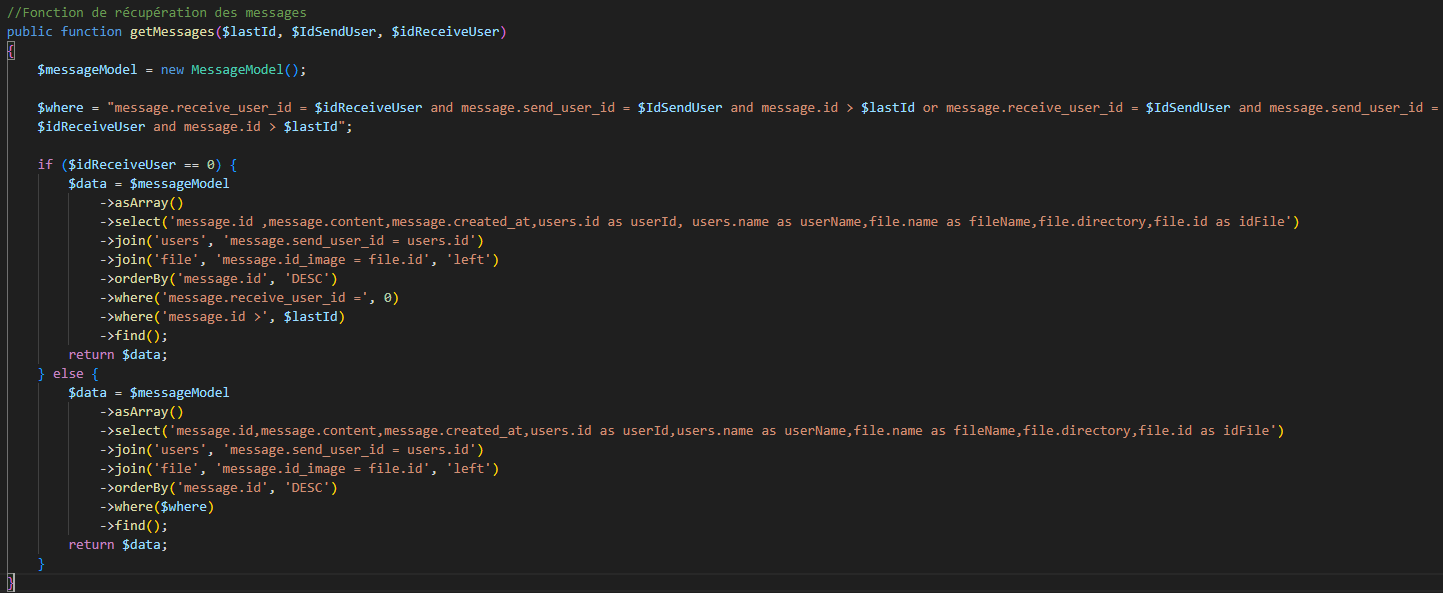 //Fonction de récupération des messages
public function getMessages($lastId, $IdSendUser, $idReceiveUser)
{
    $messageModel = new MessageModel();
    $where = "message.receive_user_id = $idReceiveUser and message.send_user_id = $IdSendUser and message.id > $lastId or message.receive_user_id = $IdSendUser and message.send_user_id =
    $idReceiveUser and message.id > $lastId";
    if ($idReceiveUser == 0) {
        $data = $messageModel
            ->asArray()
            ->select('message.id ,message.content,message.created_at,users.id as userId, users.name as userName,file.name as fileName,file.directory,file.id as idFile')
            ->join('users', 'message.send_user_id = users.id')
            ->join('file', 'message.id_image = file.id', 'left')
            ->orderBy('message.id', 'DESC')
            ->where('message.receive_user_id =', 0)
            ->where('message.id >', $lastId)
            ->find();
        return $data;
    } else {
        $data = $messageModel
            ->asArray()
            ->select('message.id,message.content,message.created_at,users.id as userId,users.name as userName,file.name as fileName,file.directory,file.id as idFile')
            ->join('users', 'message.send_user_id = users.id')
            ->join('file', 'message.id_image = file.id', 'left')
            ->orderBy('message.id', 'DESC')
            ->where($where)
            ->find();
        return $data;
    }
}